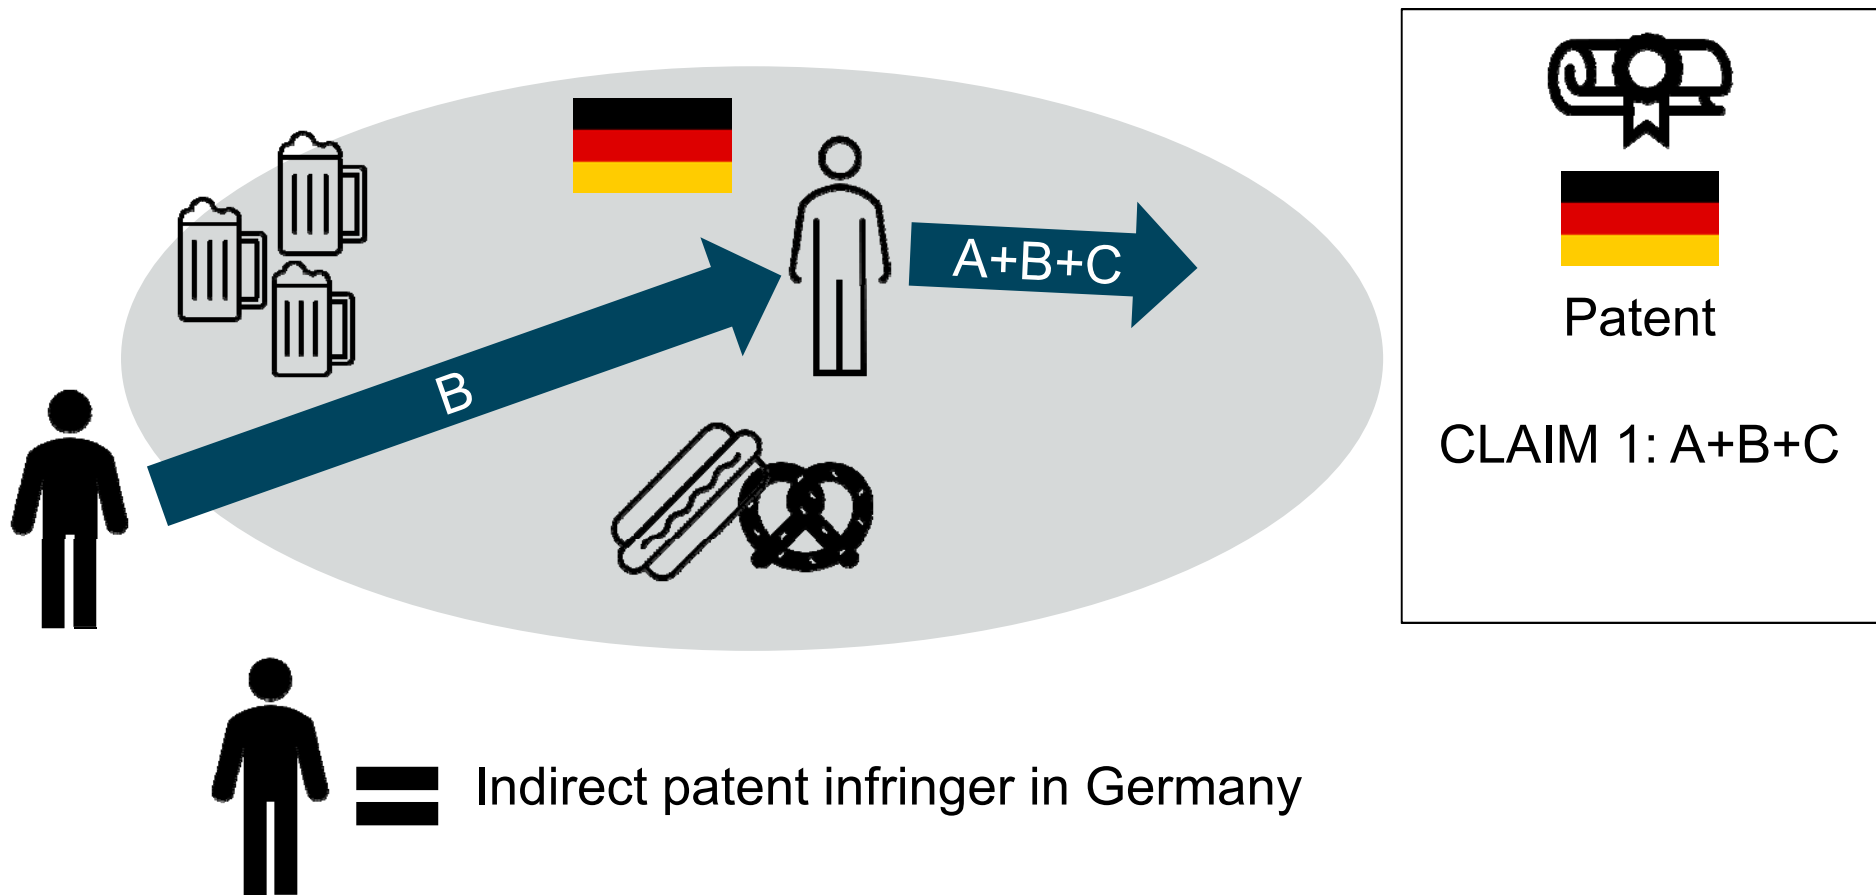 A+B+C
B
Patent
CLAIM 1: A+B+C
Indirect patent infringer in Germany